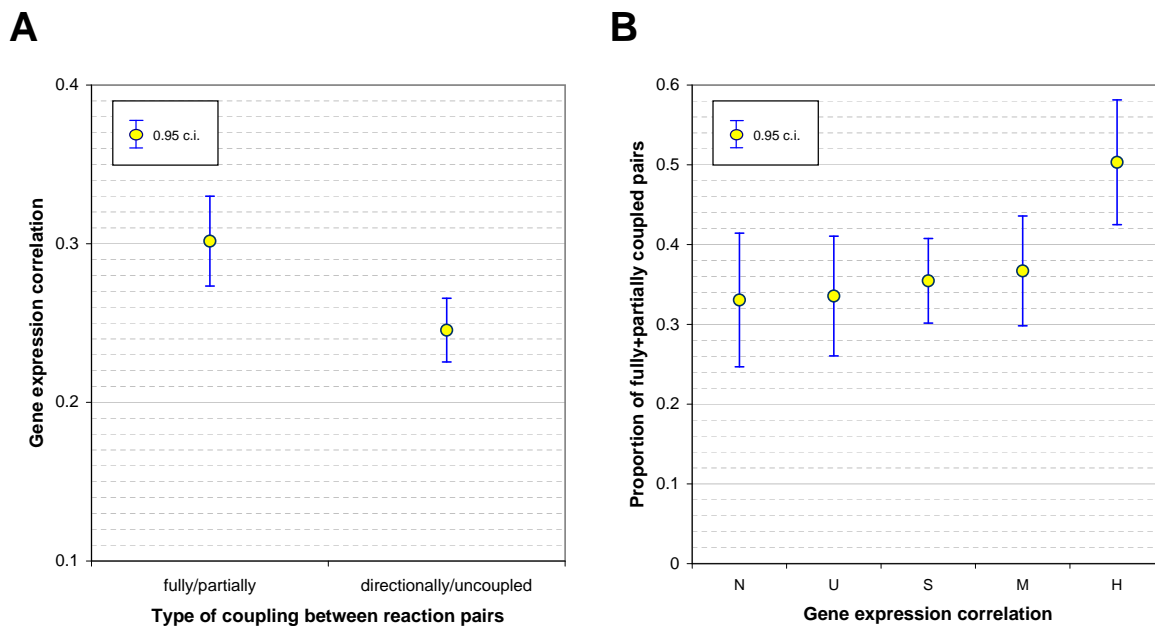 A
0.4
0.3
0.2
0.1
Gene expression correlation
0.95 c.i.
fully/partially
directionally/uncoupled
Type of coupling between reaction pairs
B
0.6
0.5
0.4
0.3
0.2
0.1
0
Proportion of fully+partially coupled pairs
0.95 c.i.
N
U
S
M
H
Gene expression correlation